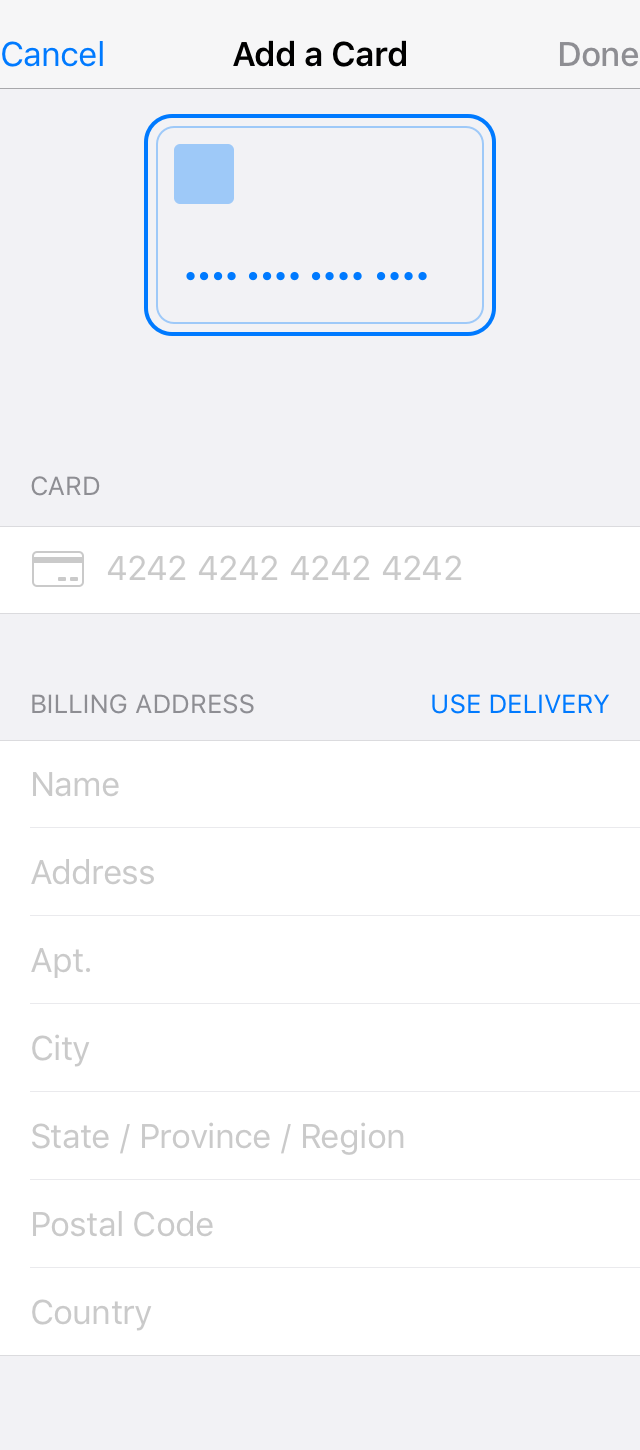 Cancel Add a Card Done
•••• •••• •••• ••••
CARD
4242 4242 4242 4242
BILLING ADDRESS USE DELIVERY
Name
Address
Apt.
City
State / Province / Region
Postal Code
Country